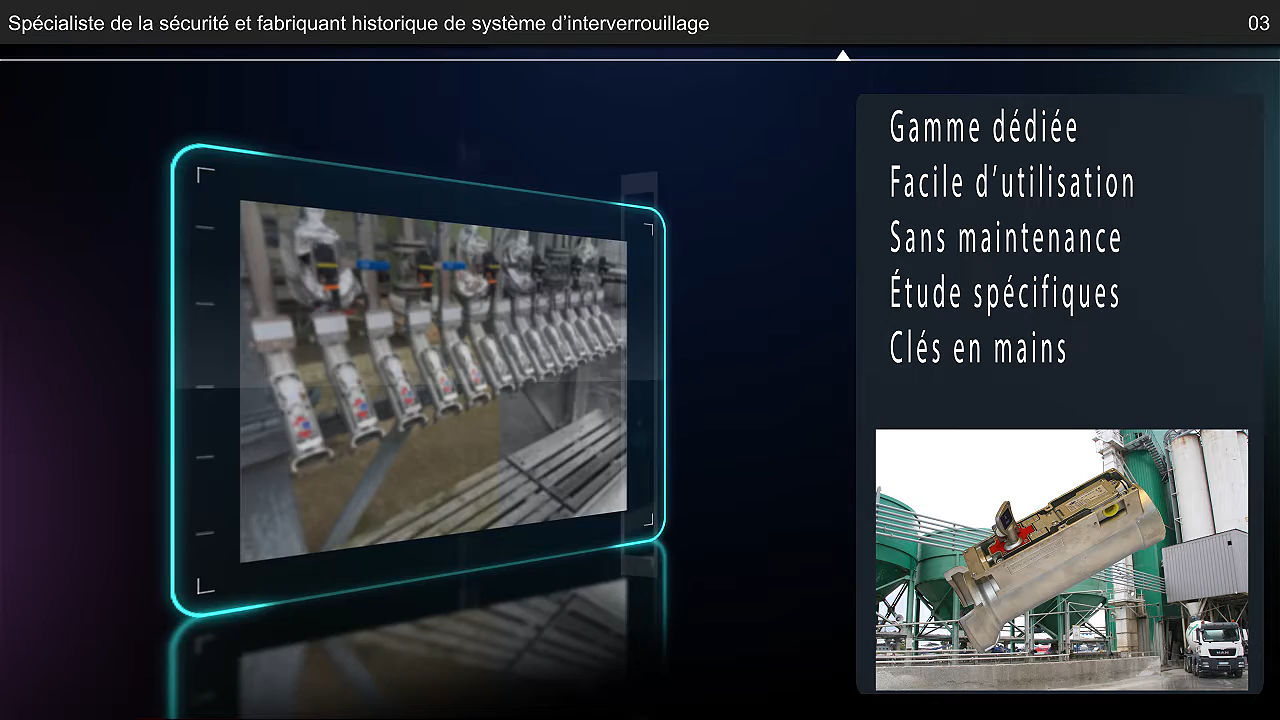 Spécialiste de la sécurité et fabriquant historique de système d’interverrouillage
03
Gamme dédiée
Facile d’utilisation
Sans maintenance
Étude spécifiques
Clés en mains